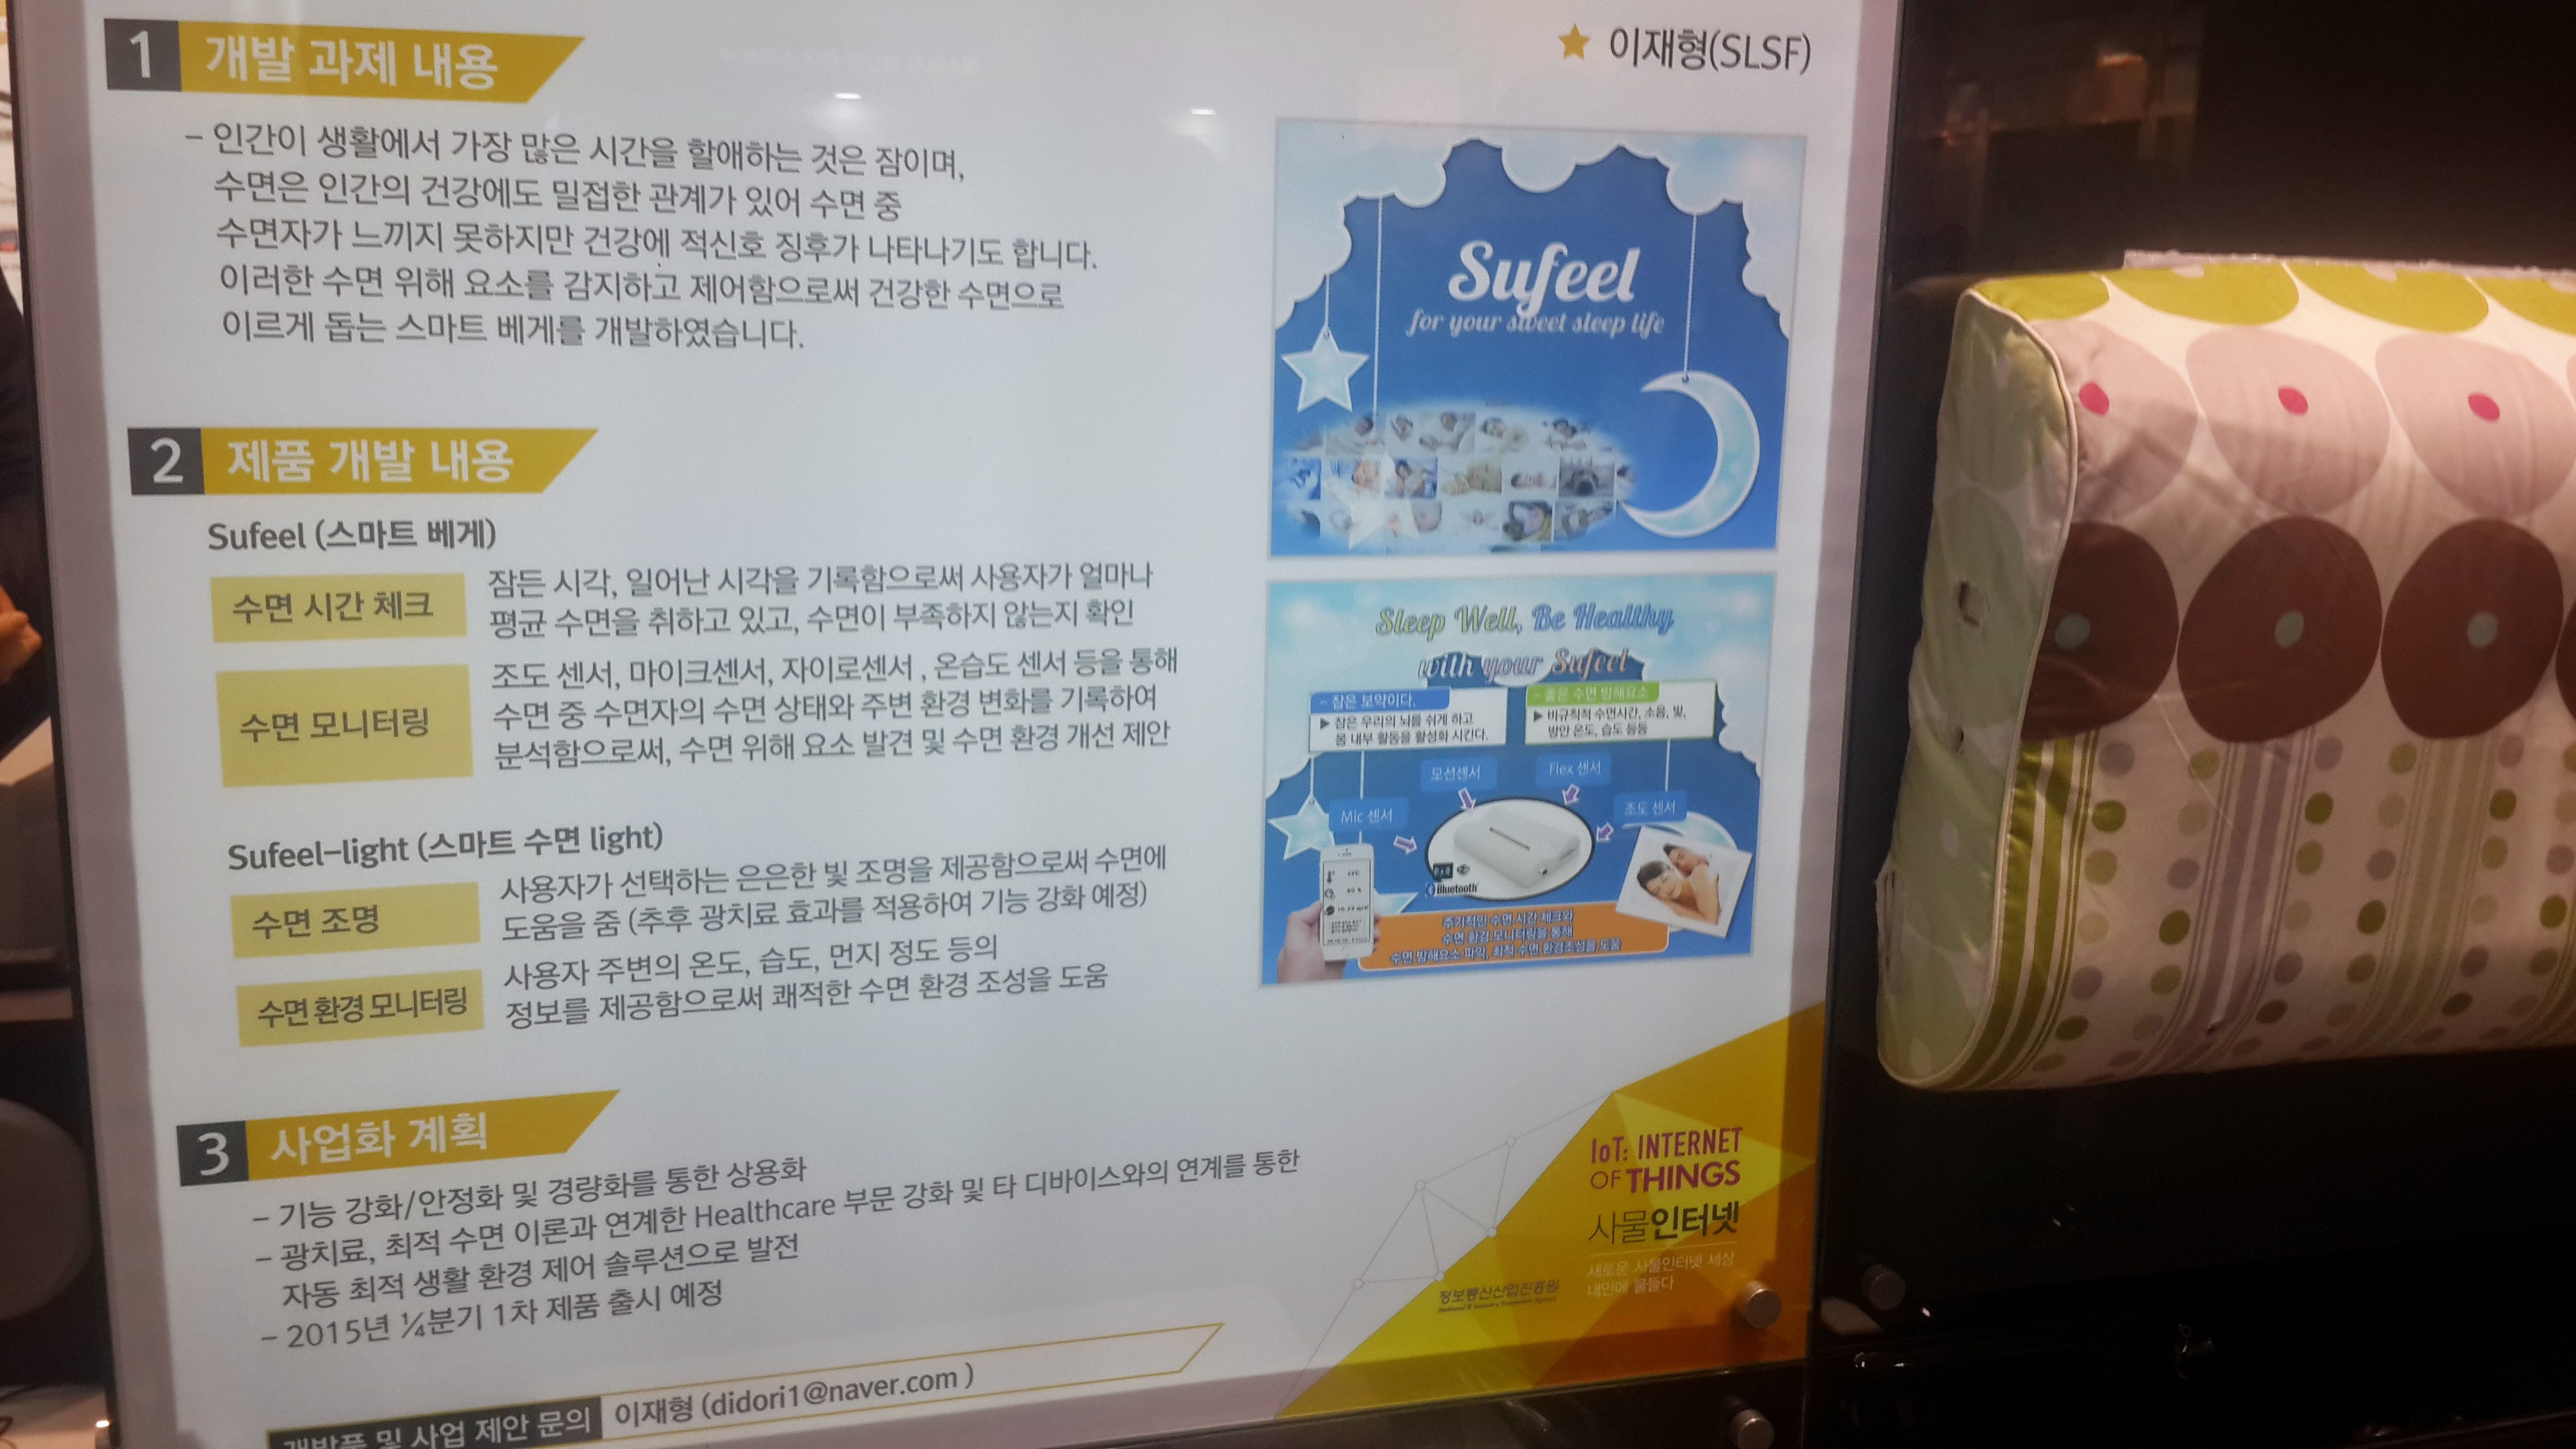 1 개발 과제 내용
★ 이재형(SLSF)
– 인간이 생활에서 가장 많은 시간을 할애하는 것은 잠이며,
수면은 인간의 건강에도 밀접한 관계가 있어 수면 중
수면자가 느끼지 못하지만 건강에 적신호 징후가 나타나기도 합니다.
이러한 수면 위해 요소를 감지하고 제어함으로써 건강한 수면으로
이르게 돕는 스마트 베게를 개발하였습니다.
Sufeel
for your sweet sleep life
2 제품 개발 내용
Sufeel (스마트 베게)
수면 시간 체크
잠든 시각, 일어난 시각을 기록함으로써 사용자가 얼마나
평균 수면을 취하고 있고, 수면이 부족하지 않는지 확인
수면 모니터링
조도 센서, 마이크센서, 자이로센서 , 온습도 센서 등을 통해
수면 중 수면자의 수면 상태와 주변 환경 변화를 기록하여
분석함으로써, 수면 위해 요소 발견 및 수면 환경 개선 제안
Sufeel–light (스마트 수면 light)
수면 조명
사용자가 선택하는 은은한 빛 조명을 제공함으로써 수면에
도움을 줌 (추후 광치료 효과를 적용하여 기능 강화 예정)
수면 환경 모니터링
사용자 주변의 온도, 습도, 먼지 정도 등의
정보를 제공함으로써 쾌적한 수면 환경 조성을 도움
Sleep Well, Be Healthy
with your Sufeel
– 잠은 보약이다.
▶ 잠은 우리의 뇌를 쉬게 하고
몸 내부 활동을 활성화 시킨다.
– 좋은 수면 방해요소
▶ 비규칙적 수면시간, 소음, 빛,
방안 온도, 습도 등등
모션센서
Flex 센서
Mic 센서
조도 센서
Bluetooth
주기적인 수면 시간 체크와
수면 환경 모니터링을 통해
수면 방해요소 파악, 최적 수면 환경조성을 도움
3 사업화 계획
– 기능 강화/안정화 및 경량화를 통한 상용화
– 광치료, 최적 수면 이론과 연계한 Healthcare 부문 강화 및 타 디바이스와의 연계를 통한
자동 최적 생활 환경 제어 솔루션으로 발전
– 2015년 ¼분기 1차 제품 출시 예정
개발품 및 사업 제안 문의 이재형 (didori1@naver.com )
IoT: INTERNET
OF THINGS
사물인터넷
새로운 사물인터넷 세상
내안에 물들다
정보통신산업진흥원
National IT Industry Promotion Agency